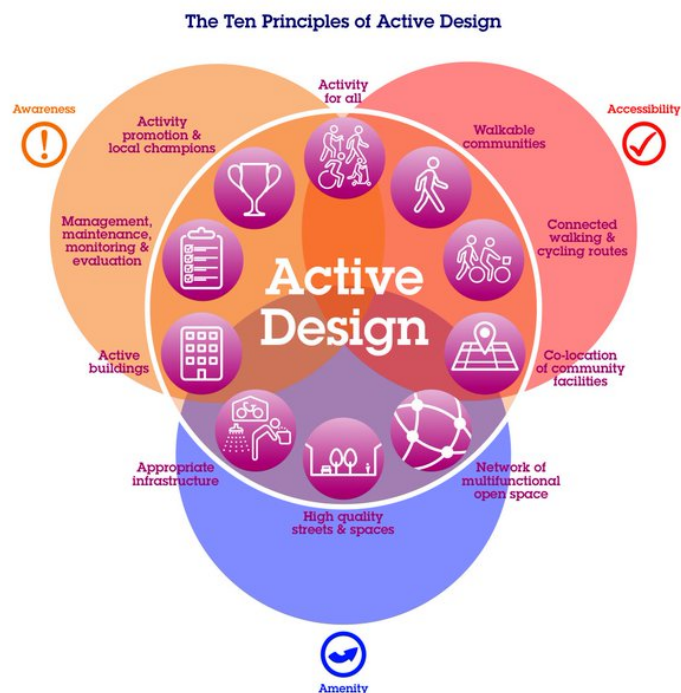 The Ten Principles of Active Design
Activity
for all
Awareness
Accessibility
Activity
promotion &
local champions
Walkable
communities
Management,
maintenance,
monitoring &
evaluation
Connected
walking &
cycling routes
Active
Design
Active
buildings
Co-location
of community
facilities
Appropriate
infrastructure
Network of
multifunctional
open space
High quality
streets & spaces
Amenity